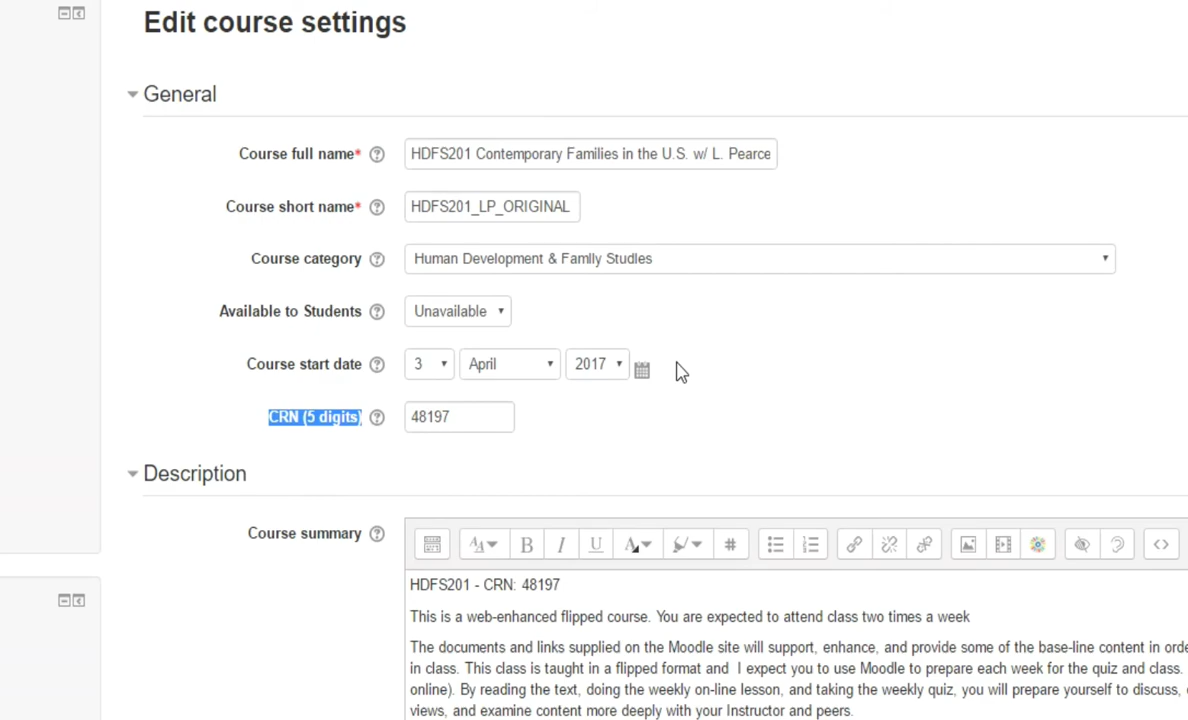 Edit course settings
General
Course full name* HDFS201 Contemporary Families in the U.S. w/ L. Pearce
Course short name* HDFS201_LP_ORIGINAL
Course category Human Development & Family Studies
Available to Students Unavailable
Course start date 3 April 2017
CRN (5 digits) 48197
Description
Course summary
HDFS201 - CRN: 48197
This is a web-enhanced flipped course. You are expected to attend class two times a week
The documents and links supplied on the Moodle site will support, enhance, and provide some of the base-line content in
in class. This class is taught in a flipped format and I expect you to use Moodle to prepare each week for the quiz and class.
online). By reading the text, doing the weekly on-line lesson, and taking the weekly quiz, you will prepare yourself to discuss,
views, and examine content more deeply with your Instructor and peers.